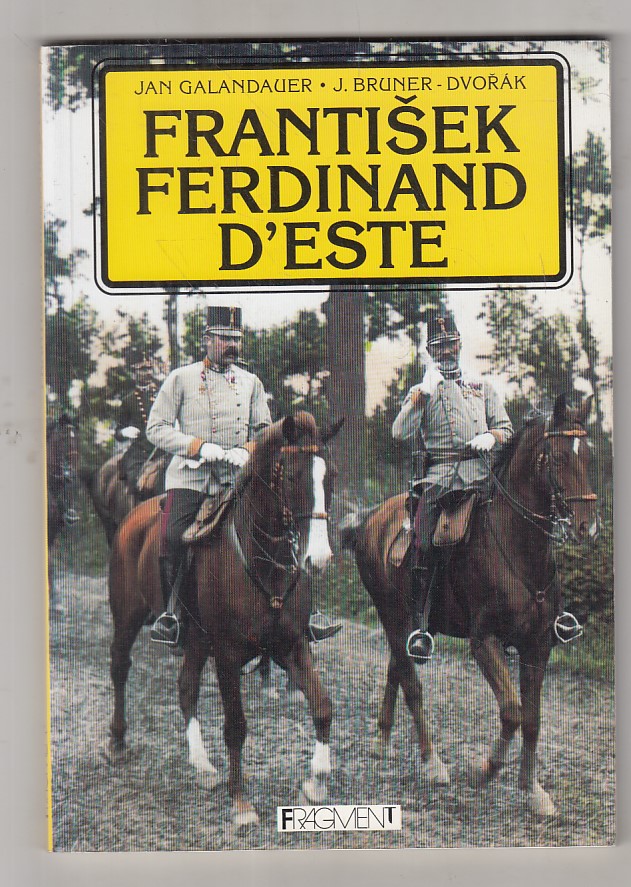 JAN GALANDAUER • J. BRUNER-DVOŘÁK
FRANTIŠEK
FERDINAND
D'ESTE
FRAGMENT